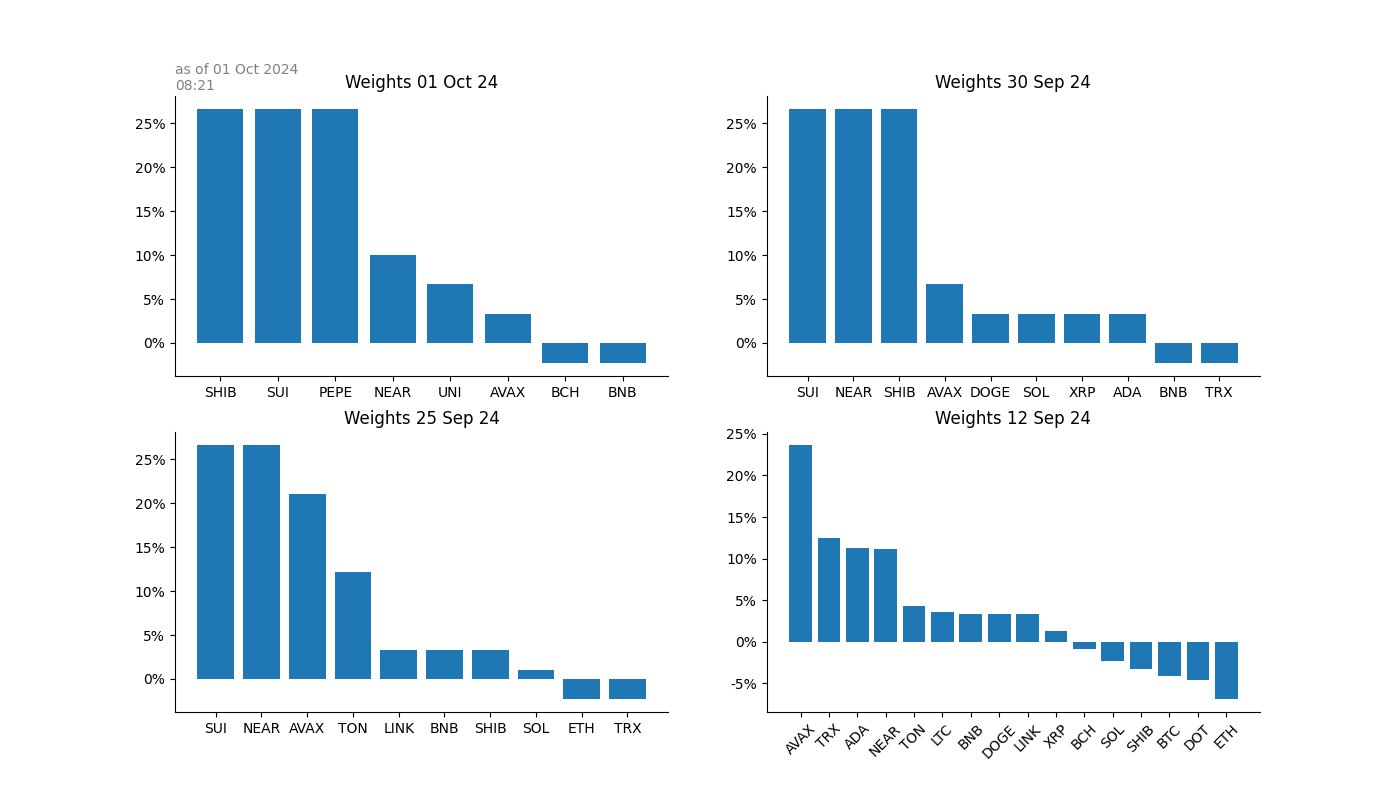 as of 01 Oct 2024
08:21
Weights 01 Oct 24
25%
20%
15%
10%
5%
0%
SHIB SUI PEPE NEAR UNI AVAX BCH BNB
Weights 30 Sep 24
25%
20%
15%
10%
5%
0%
SUI NEAR SHIB AVAX DOGE SOL XRP ADA BNB TRX
Weights 25 Sep 24
25%
20%
15%
10%
5%
0%
SUI NEAR AVAX TON LINK BNB SHIB SOL ETH TRX
Weights 12 Sep 24
25%
20%
15%
10%
5%
0%
-5%
AVAX TRX ADA NEAR TON LTC BNB DOGE LINK XRP BCH SOL SHIB BTC DOT ETH